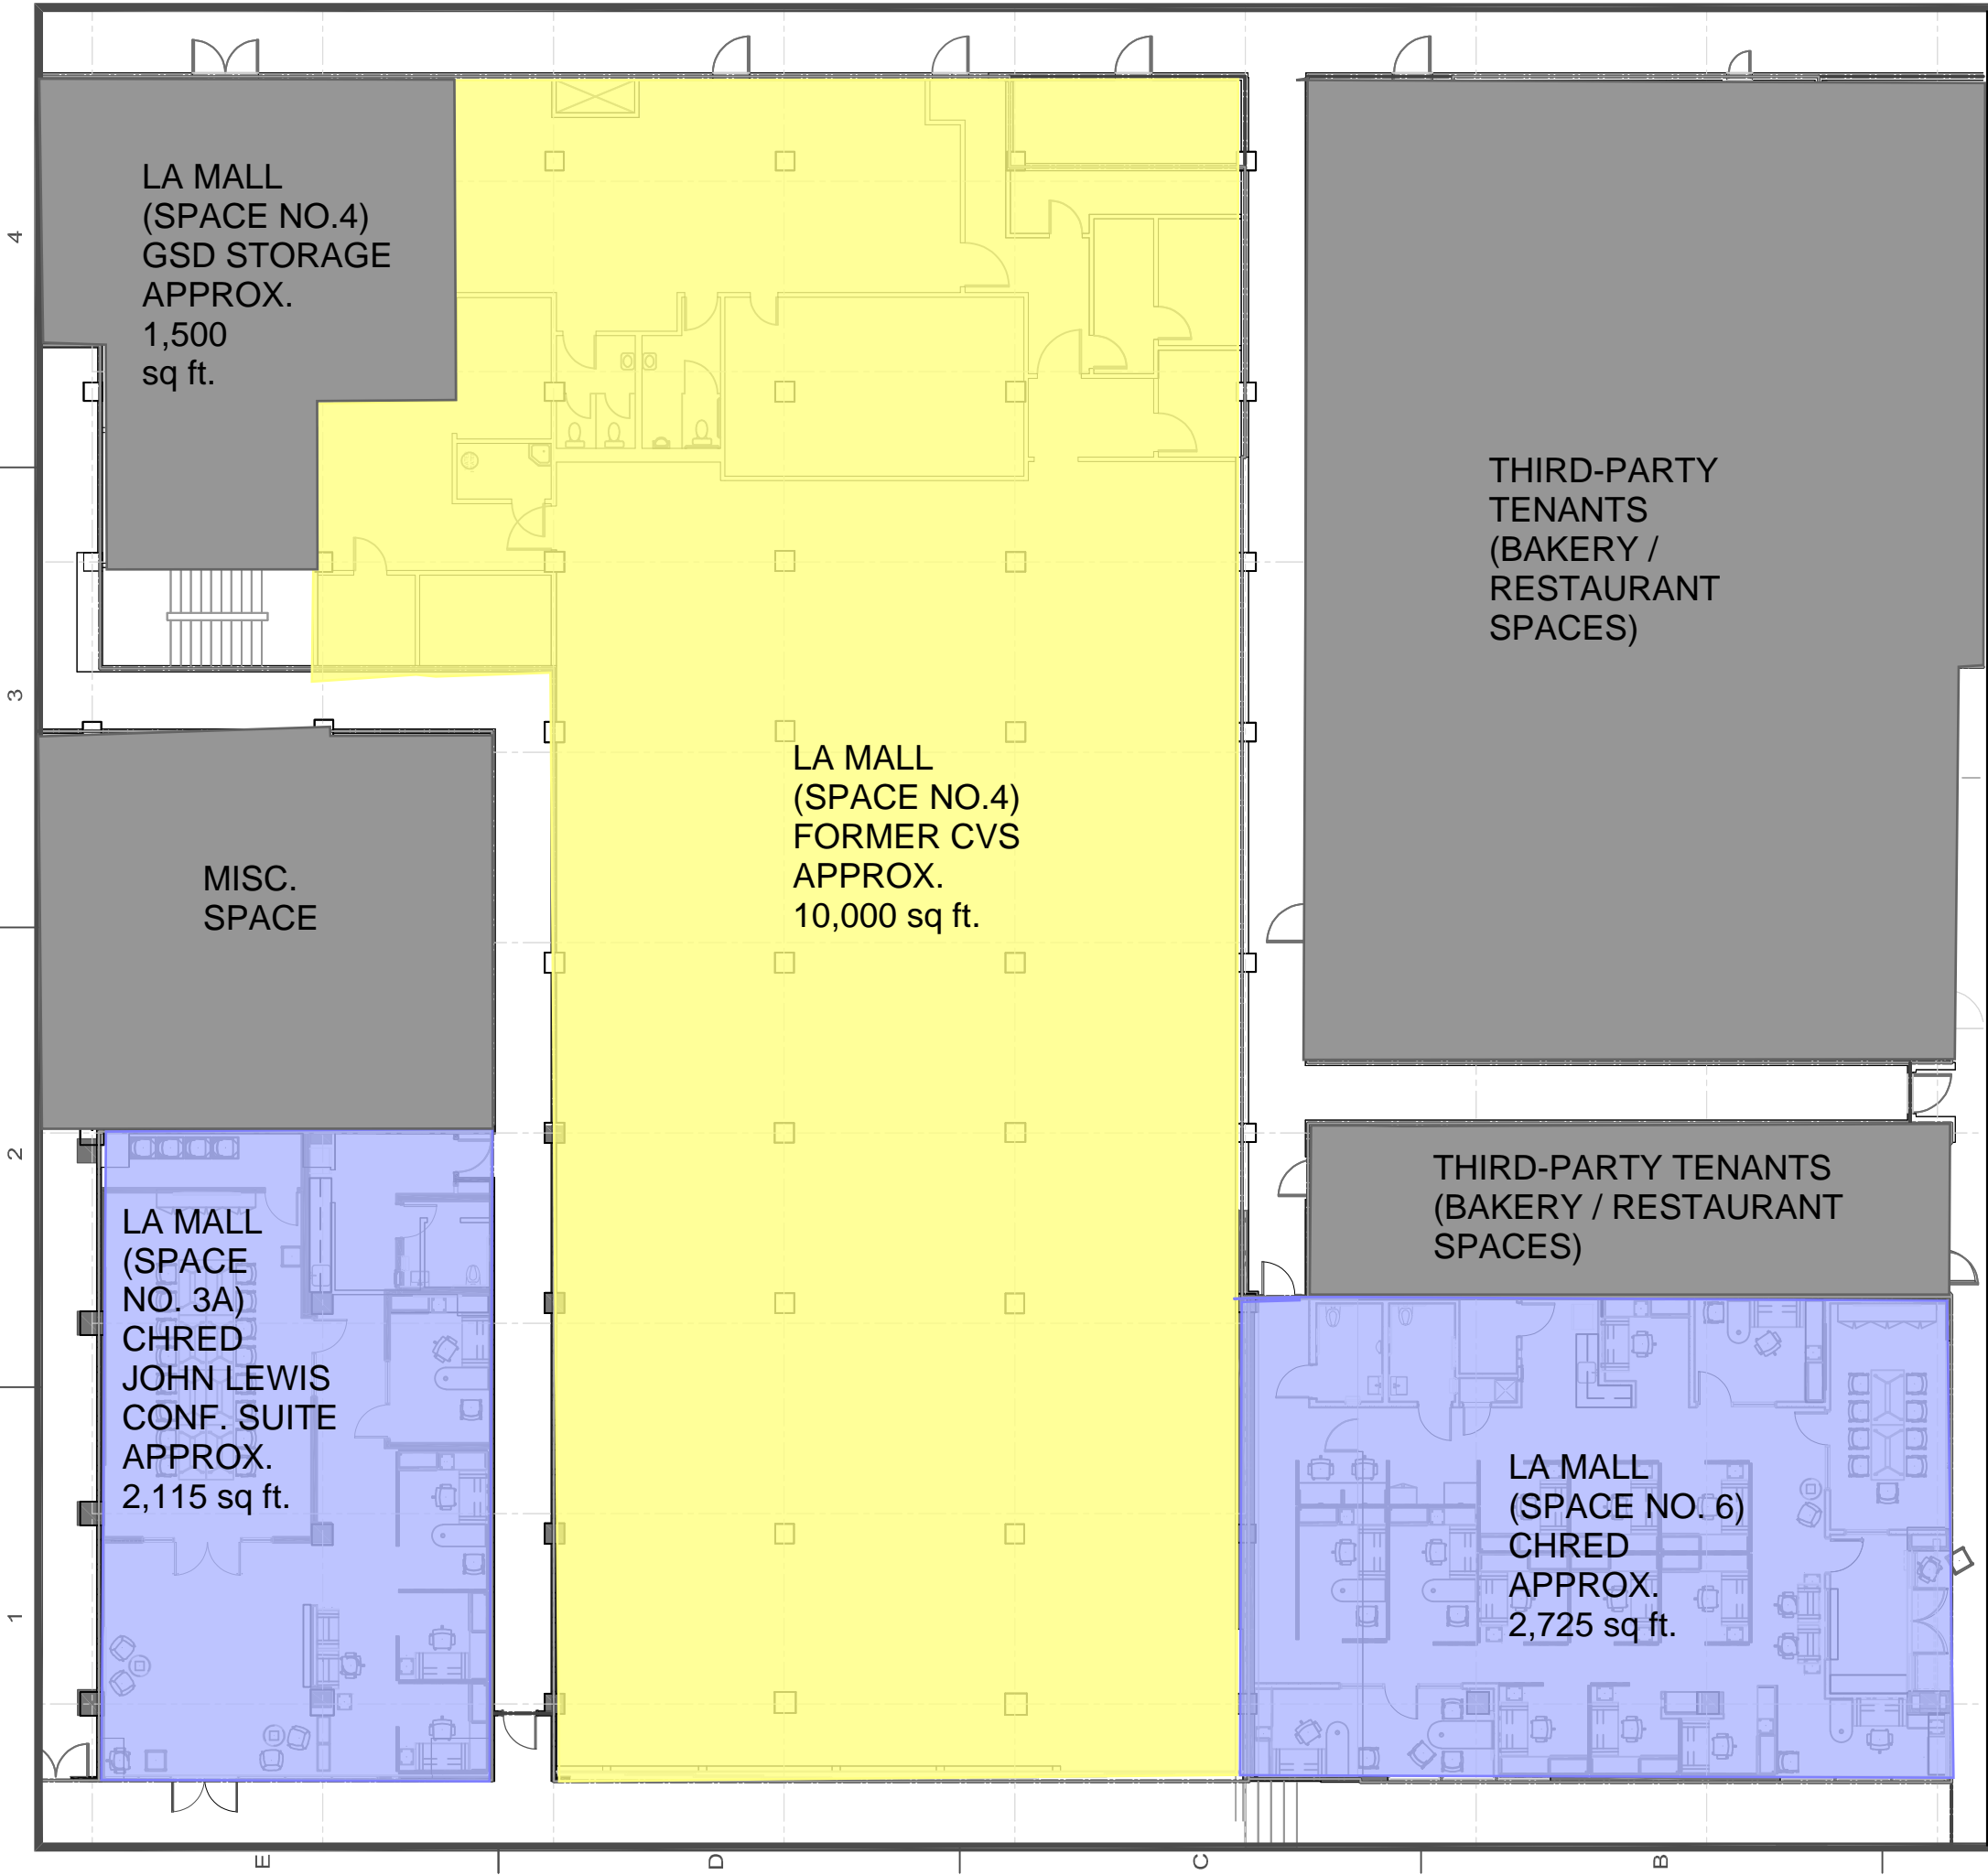 LA MALL
(SPACE NO.4)
GSD STORAGE
APPROX.
1,500
sq ft.
THIRD-PARTY
TENANTS
(BAKERY /
RESTAURANT
SPACES)
LA MALL
(SPACE NO.4)
FORMER CVS
APPROX.
10,000 sq ft.
MISC.
SPACE
THIRD-PARTY TENANTS
(BAKERY / RESTAURANT
SPACES)
LA MALL
(SPACE
NO. 3A)
CHRED
JOHN LEWIS
CONF. SUITE
APPROX.
2,115 sq ft.
LA MALL
(SPACE NO. 6)
CHRED
APPROX.
2,725 sq ft.
4
3
2
1
E
D
C
B